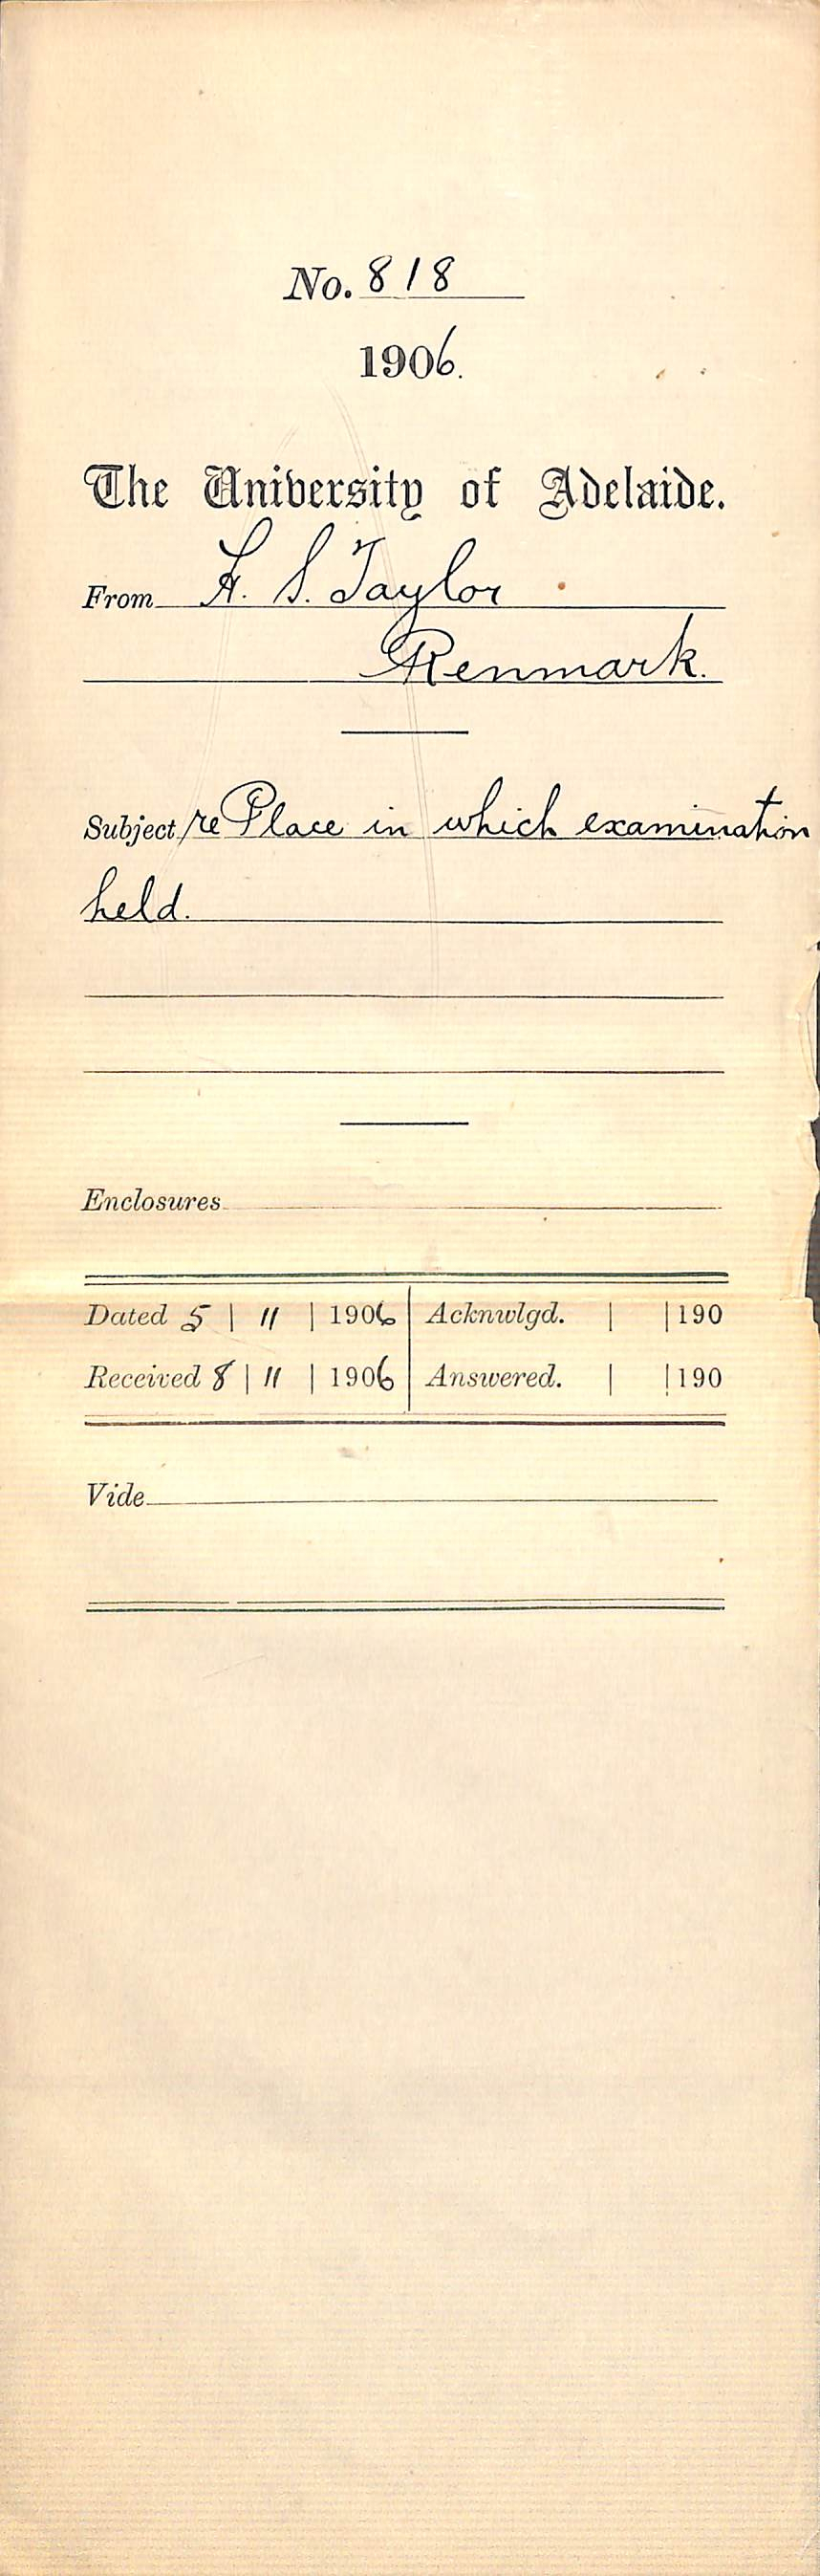 No. 818
1906.
The University of Adelaide.
From H. S. Taylor
Renmark.
Subject re Place in which examination
held.
Enclosures
Dated 5 | 11 | 1906 Acknwlgd. | | 190
Received 8 | 11 | 1906 Answered. | | 190
Vide